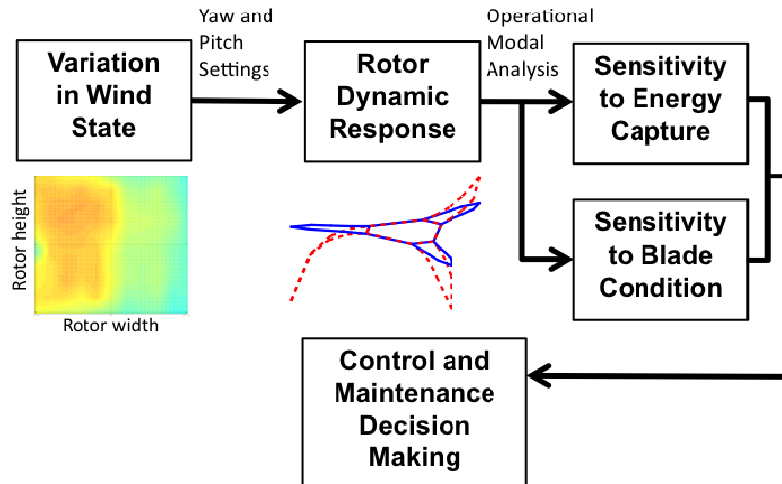 Variation
in Wind
State
Yaw and
Pitch
Settings
Rotor
Dynamic
Response
Operational
Modal
Analysis
Sensitivity
to Energy
Capture
Sensitivity
to Blade
Condition
Rotor height
Rotor width
Control and
Maintenance
Decision
Making